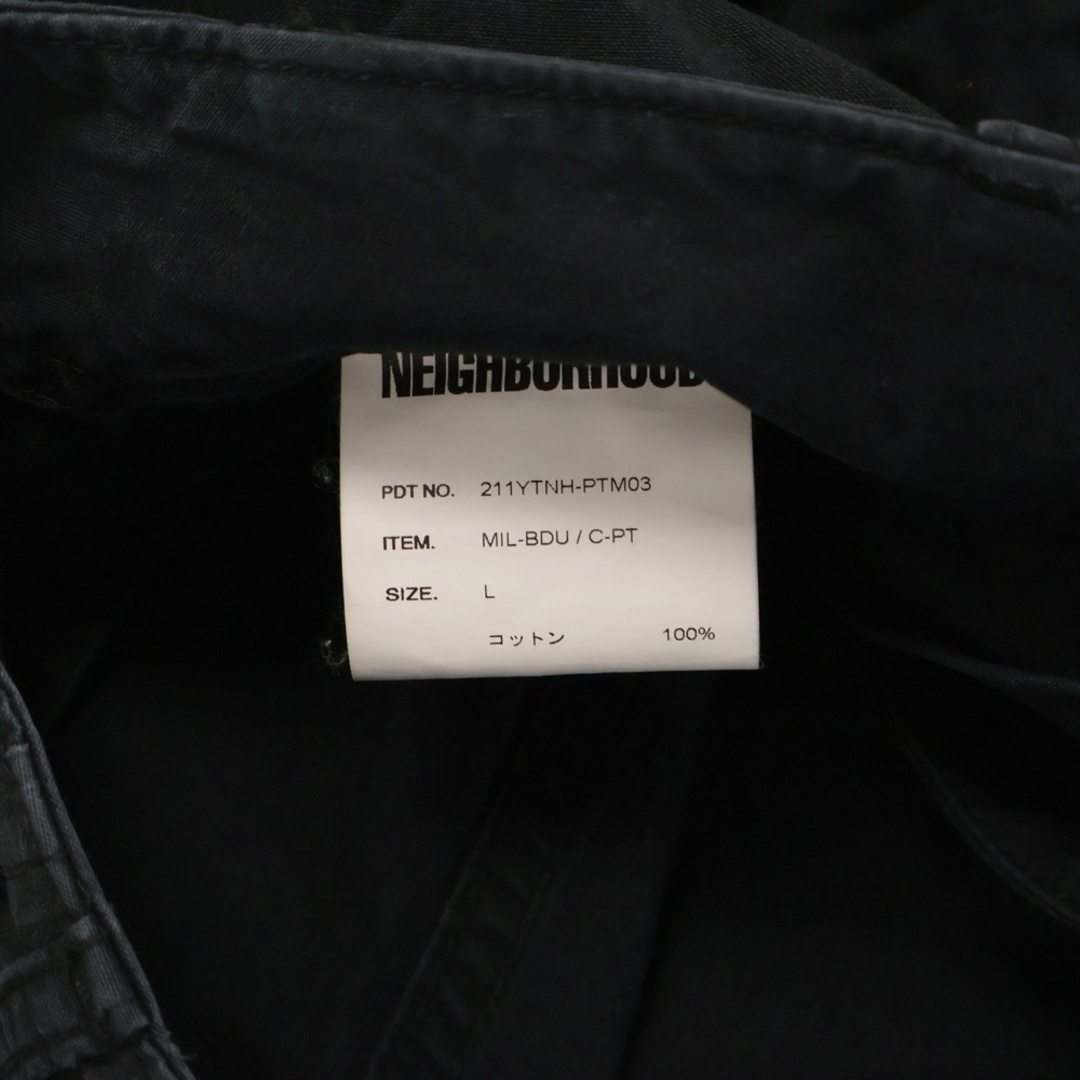 NEIGHBORHOOD
PDT NO. 211YTNH-PTM03
ITEM. MIL-BDU / C-PT
SIZE. L
コットン 100%